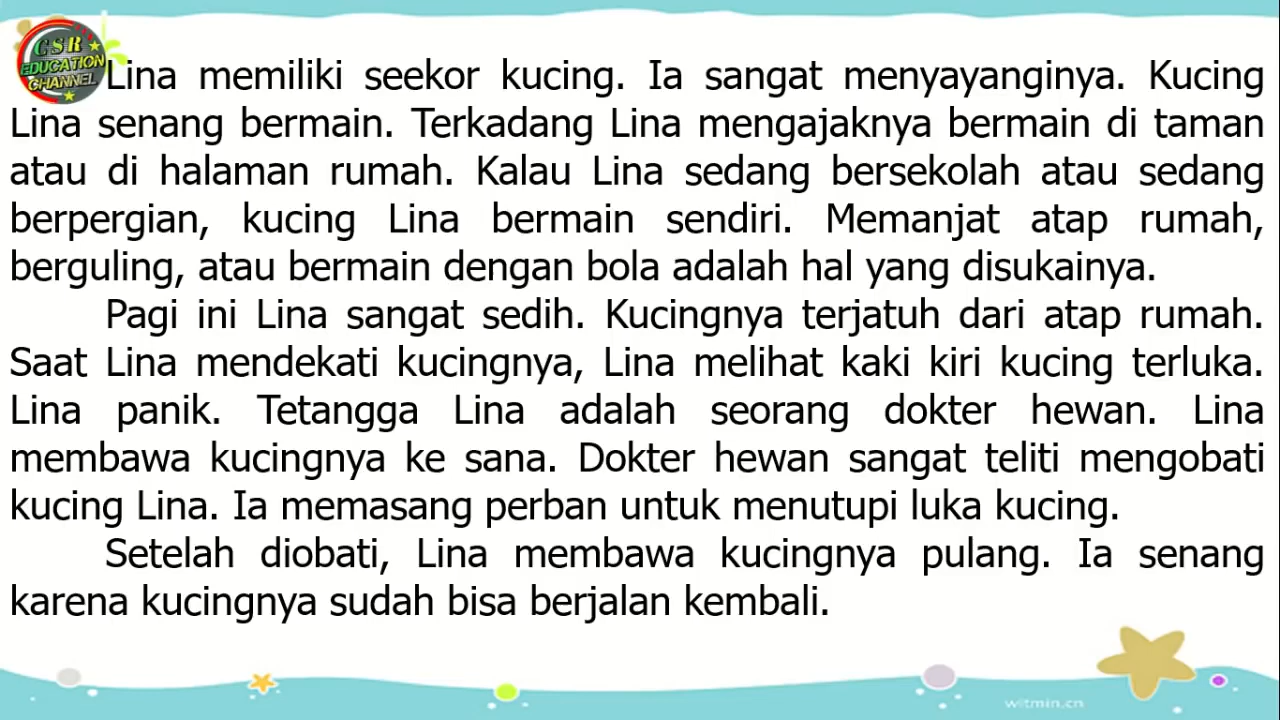 CSR
EDUCATION
CHANNEL
Lina memiliki seekor kucing. Ia sangat menyayanginya. Kucing
Lina senang bermain. Terkadang Lina mengajaknya bermain di taman
atau di halaman rumah. Kalau Lina sedang bersekolah atau sedang
berpergian, kucing Lina bermain sendiri. Memanjat atap rumah,
berguling, atau bermain dengan bola adalah hal yang disukainya.
Pagi ini Lina sangat sedih. Kucingnya terjatuh dari atap rumah.
Saat Lina mendekati kucingnya, Lina melihat kaki kiri kucing terluka.
Lina panik. Tetangga Lina adalah seorang dokter hewan. Lina
membawa kucingnya ke sana. Dokter hewan sangat teliti mengobati
kucing Lina. Ia memasang perban untuk menutupi luka kucing.
Setelah diobati, Lina membawa kucingnya pulang. Ia senang
karena kucingnya sudah bisa berjalan kembali.
witmin.cn